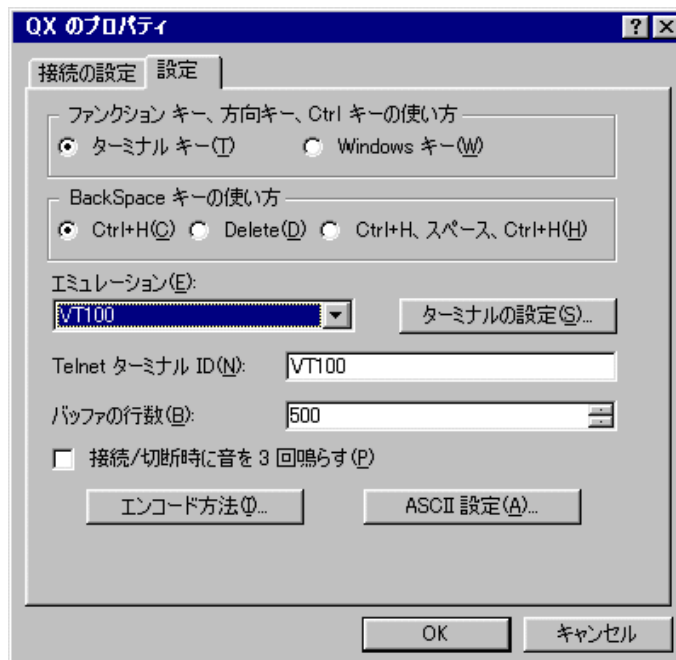 QX のプロパティ
接続の設定 設定
ファンクション キー、方向キー、Ctrl キーの使い方
ターミナル キー(T) Windows キー(W)
BackSpace キーの使い方
Ctrl+H(C) Delete(D) Ctrl+H、スペース、Ctrl+H(H)
エミュレーション(E):
VT100 ターミナルの設定(S)...
Telnet ターミナル ID(N): VT100
バッファの行数(B): 500
接続/切断時に音を 3 回鳴らす(P)
エンコード方法(I)... ASCII 設定(A)...
OK キャンセル